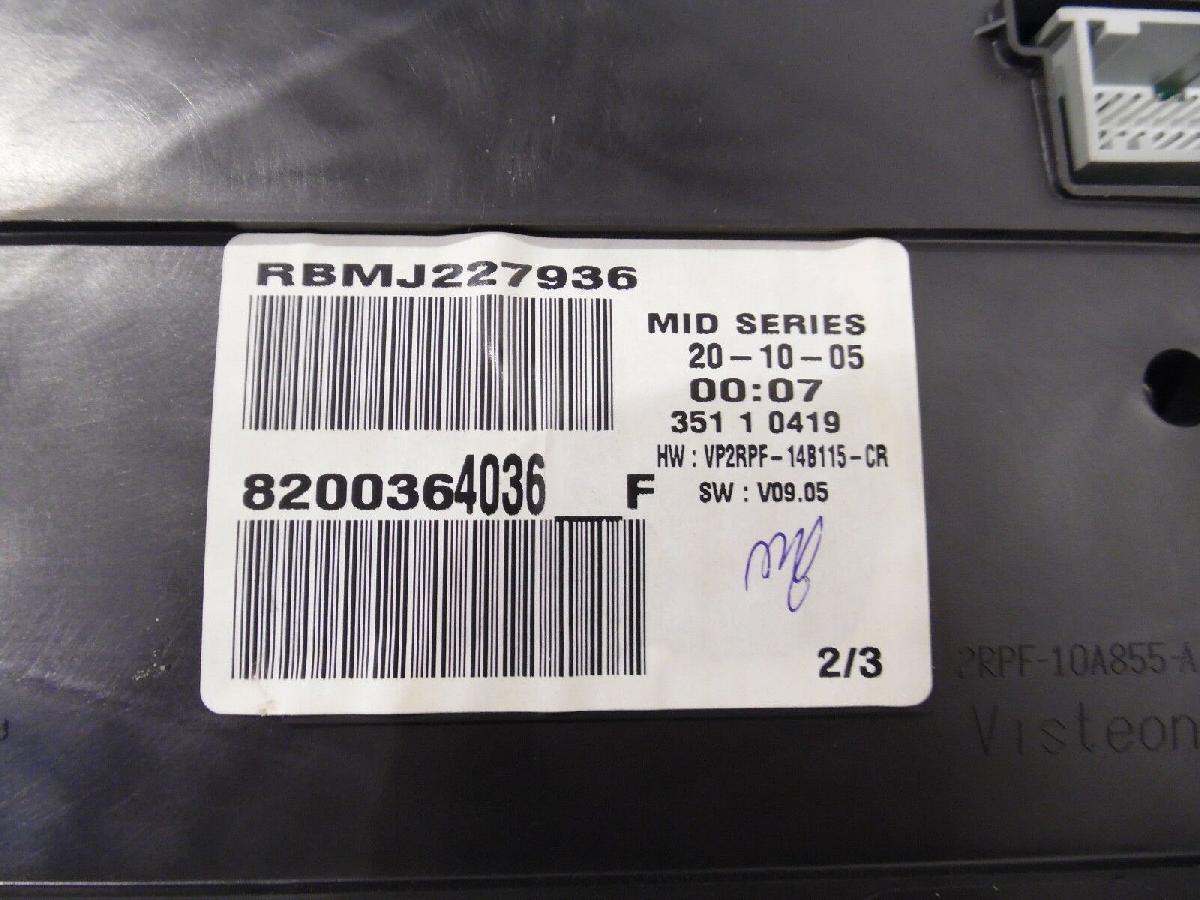 RBMJ227936
MID SERIES
20-10-05
00:07
351 1 0419
HW : VP2RPF-14B115-CR
SW : V09.05
8200364036__F
2/3
2RPF-10A855-A
Visteon